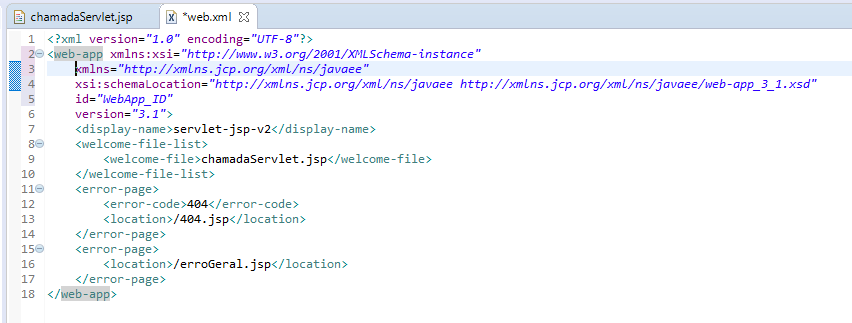 chamadaServlet.jsp *web.xml
1 <?xml version="1.0" encoding="UTF-8"?>
2 <web-app xmlns:xsi="http://www.w3.org/2001/XMLSchema-instance"
3 xmlns="http://xmlns.jcp.org/xml/ns/javaee"
4 xsi:schemaLocation="http://xmlns.jcp.org/xml/ns/javaee http://xmlns.jcp.org/xml/ns/javaee/web-app_3_1.xsd"
5 id="WebApp_ID"
6 version="3.1">
7 <display-name>servlet-jsp-v2</display-name>
8 <welcome-file-list>
9 <welcome-file>chamadaServlet.jsp</welcome-file>
10 </welcome-file-list>
11 <error-page>
12 <error-code>404</error-code>
13 <location>/404.jsp</location>
14 </error-page>
15 <error-page>
16 <location>/erroGeral.jsp</location>
17 </error-page>
18 </web-app>